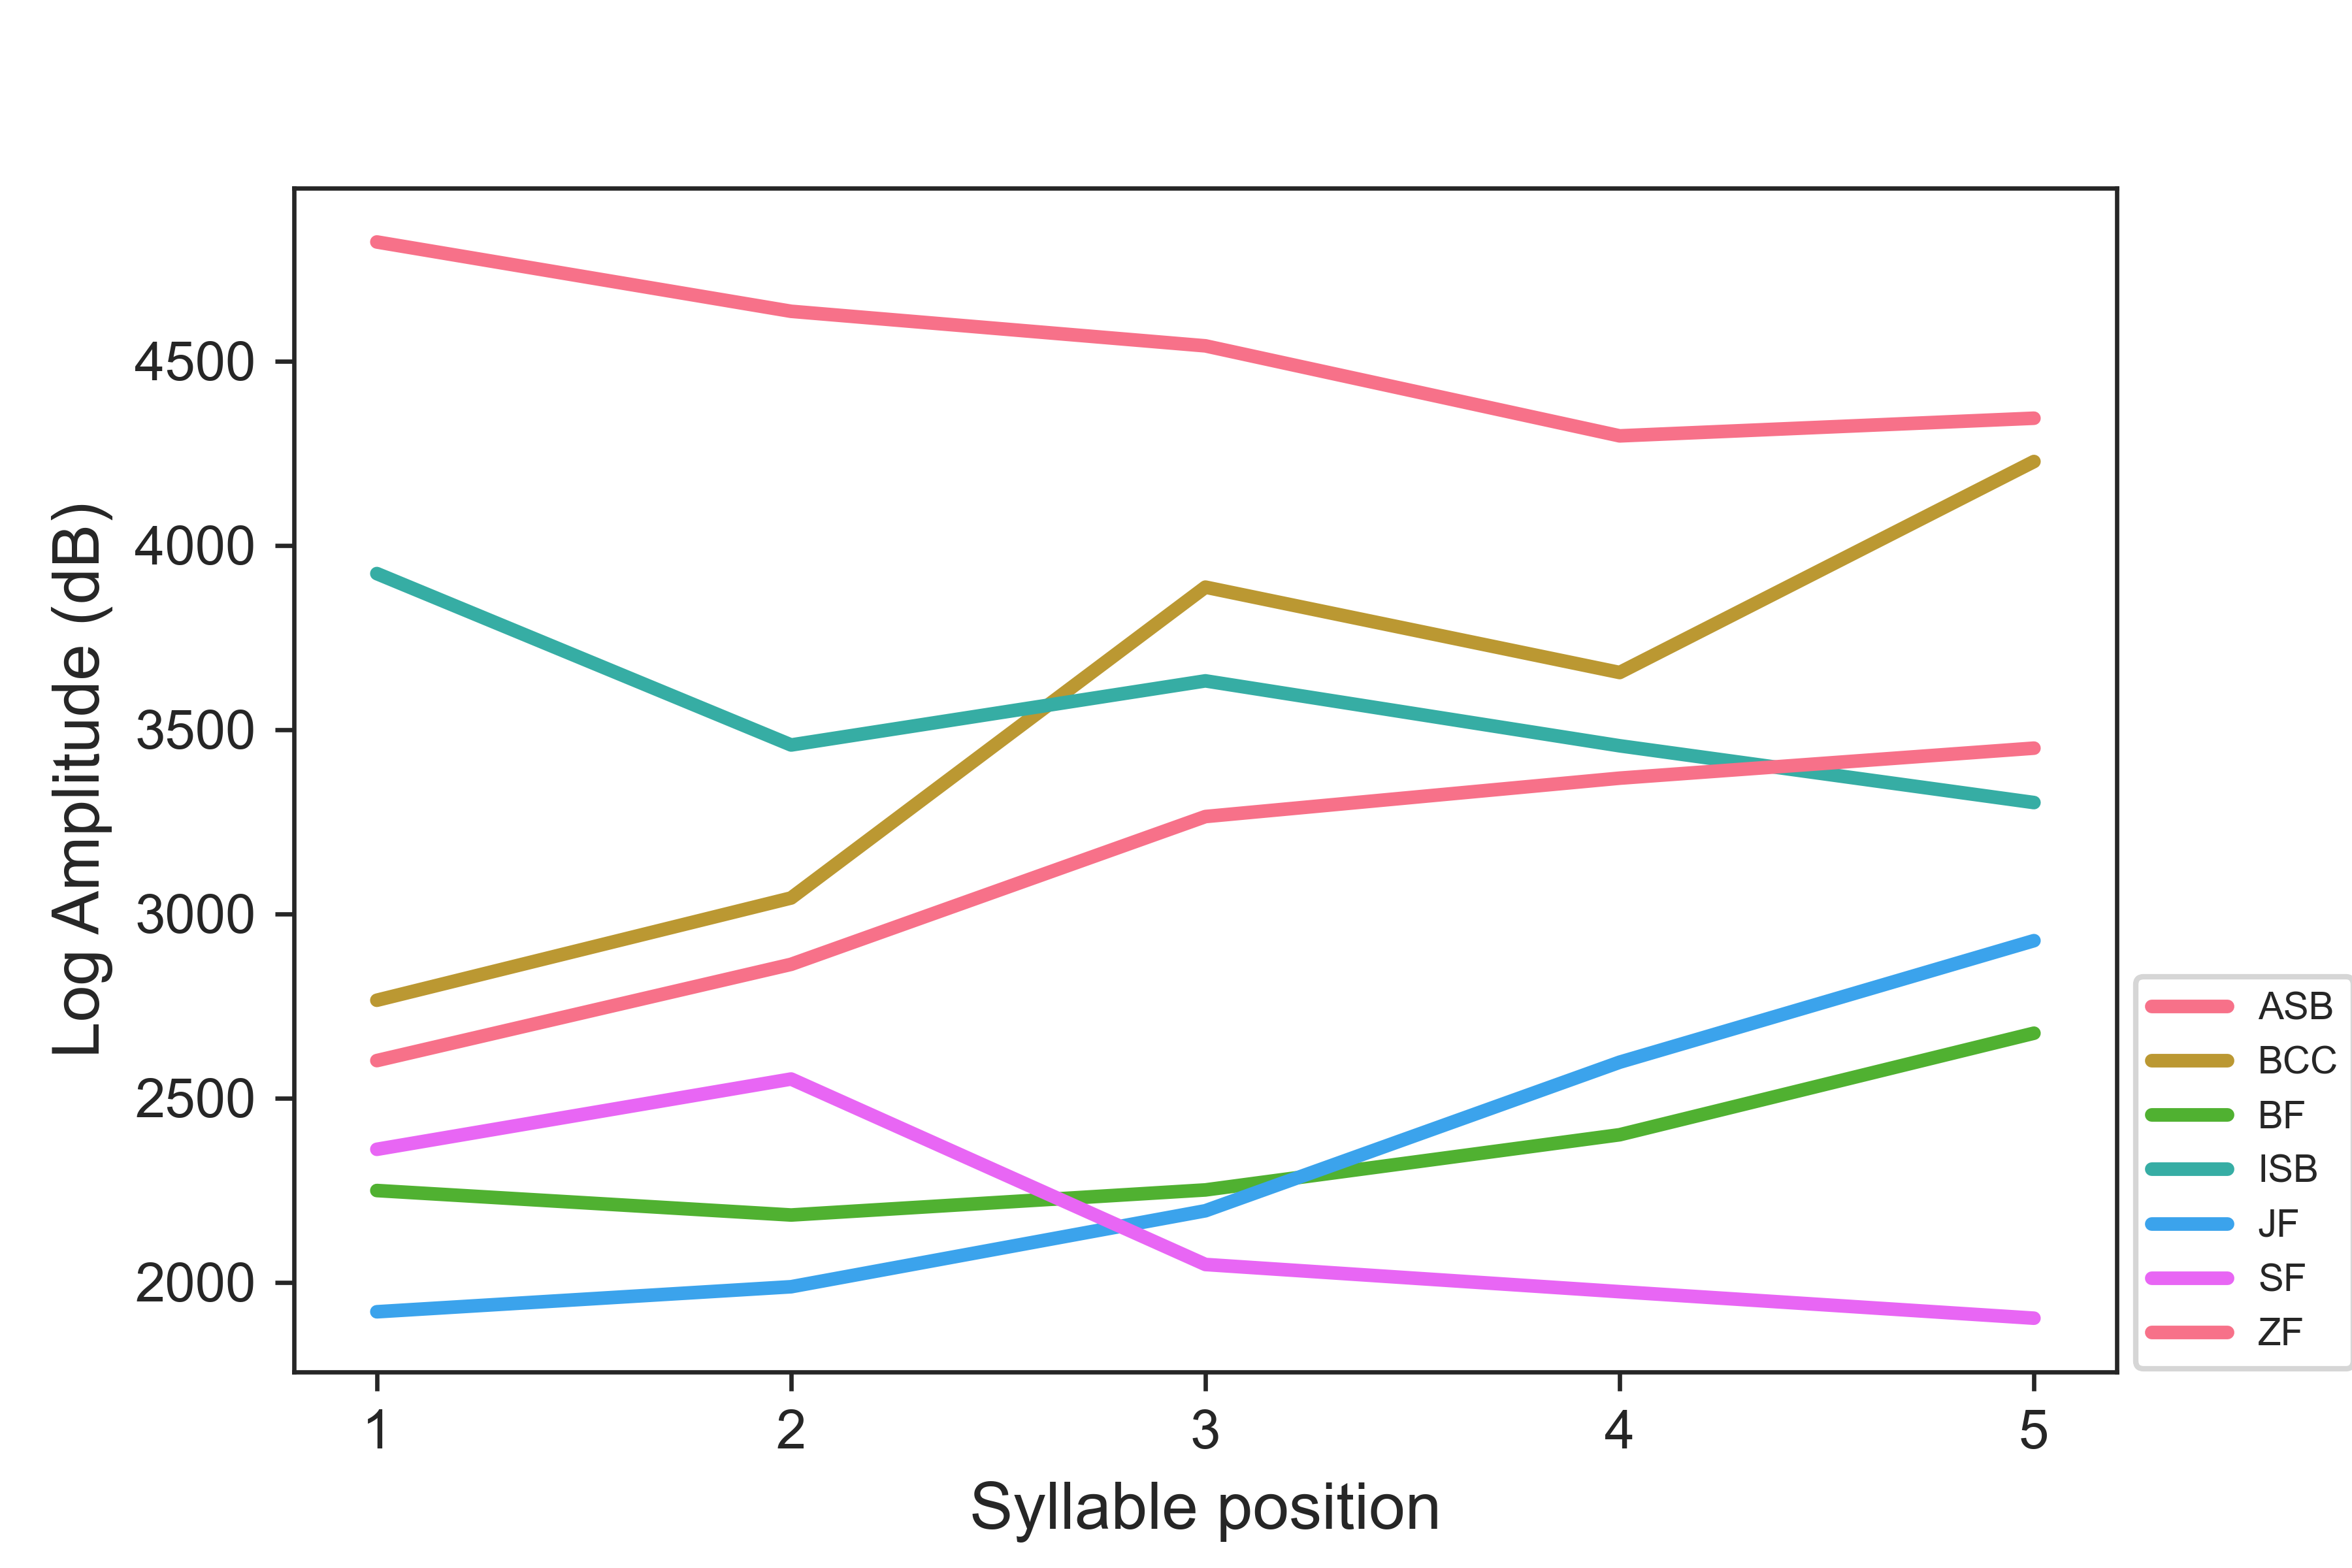 Log Amplitude (dB)
4500
4000
3500
3000
2500
2000
1
2
3
4
5
Syllable position
ASB
BCC
BF
ISB
JF
SF
ZF